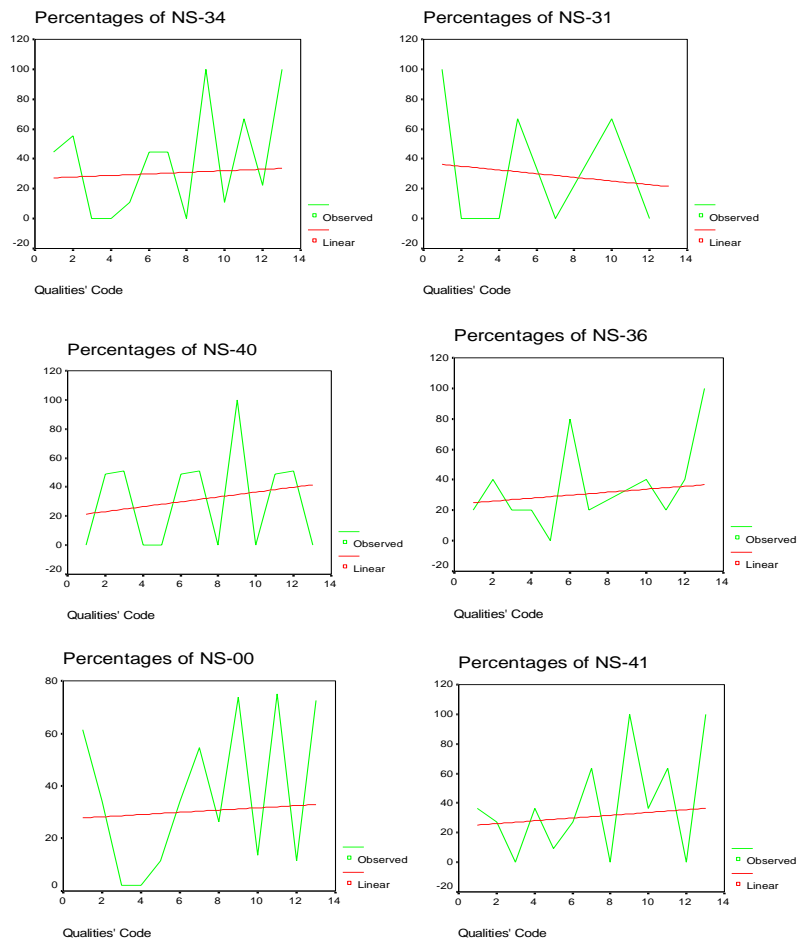 Percentages of NS-34
120
100
80
60
40
20
0
-20
0 2 4 6 8 10 12 14
Observed
Linear
Qualities' Code
Percentages of NS-31
120
100
80
60
40
20
0
-20
0 2 4 6 8 10 12 14
Observed
Linear
Qualities' Code
Percentages of NS-40
120
100
80
60
40
20
0
-20
0 2 4 6 8 10 12 14
Observed
Linear
Qualities' Code
Percentages of NS-36
120
100
80
60
40
20
0
-20
0 2 4 6 8 10 12 14
Observed
Linear
Qualities' Code
Percentages of NS-00
80
60
40
20
0
0 2 4 6 8 10 12 14
Observed
Linear
Qualities' Code
Percentages of NS-41
120
100
80
60
40
20
0
-20
0 2 4 6 8 10 12 14
Observed
Linear
Qualities' Code